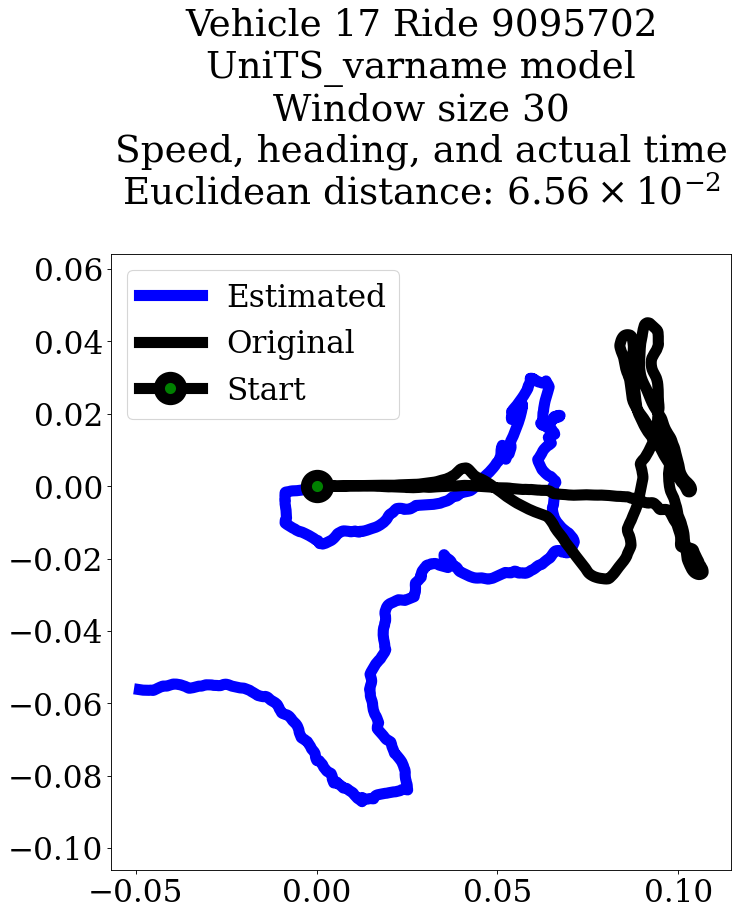 Vehicle 17 Ride 9095702
UniTS_varname model
Window size 30
Speed, heading, and actual time
Euclidean distance: 6.56 × 10⁻²
Estimated
Original
Start
0.06
0.04
0.02
0.00
−0.02
−0.04
−0.06
−0.08
−0.10
−0.05 0.00 0.05 0.10